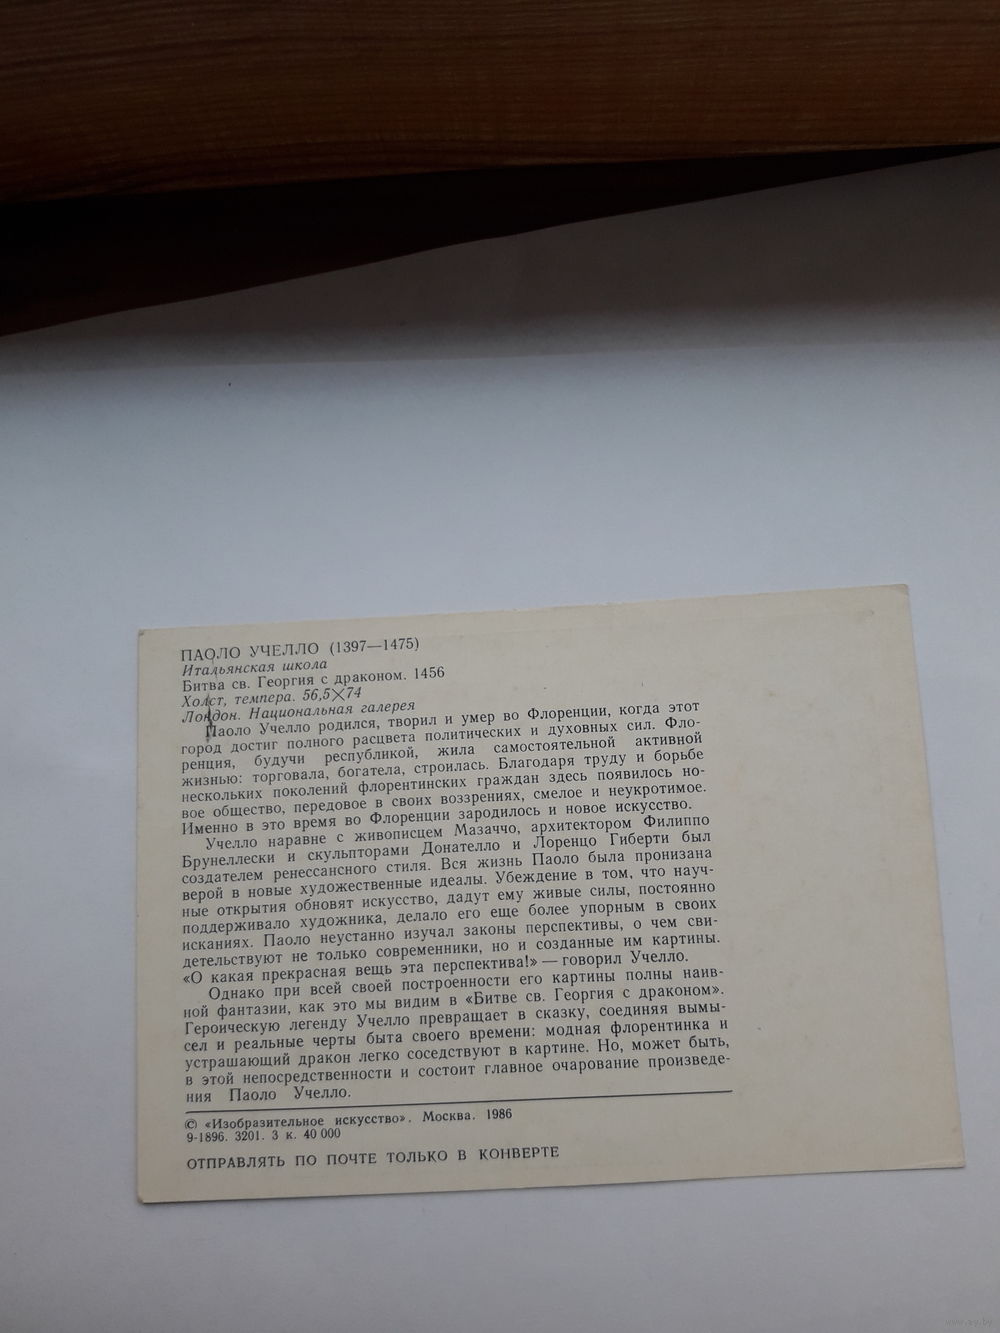 ПАОЛО УЧЕЛЛО (1397—1475)
Итальянская школа
Битва св. Георгия с драконом. 1456
Холст, темпера. 56,5×74
Лондон. Национальная галерея
Паоло Учелло родился, творил и умер во Флоренции, когда этот
город достиг полного расцвета политических и духовных сил. Фло-
ренция, будучи республикой, жила самостоятельной активной
жизнью: торговала, богатела, строилась. Благодаря труду и борьбе
нескольких поколений флорентинских граждан здесь появилось но-
вое общество, передовое в своих воззрениях, смелое и неукротимое.
Именно в это время во Флоренции зародилось и новое искусство.
Учелло наравне с живописцем Мазаччо, архитектором Филиппо
Брунеллески и скульпторами Донателло и Лоренцо Гиберти был
создателем ренессансного стиля. Вся жизнь Паоло была пронизана
верой в новые художественные идеалы. Убеждение в том, что науч-
ные открытия обновят искусство, дадут ему живые силы, постоянно
поддерживало художника, делало его еще более упорным в своих
исканиях. Паоло неустанно изучал законы перспективы, о чем сви-
детельствуют не только современники, но и созданные им картины.
«О какая прекрасная вещь эта перспектива!» — говорил Учелло.
Однако при всей своей построенности его картины полны наив-
ной фантазии, как это мы видим в «Битве св. Георгия с драконом».
Героическую легенду Учелло превращает в сказку, соединяя вымы-
сел и реальные черты быта своего времени: модная флорентинка и
устрашающий дракон легко соседствуют в картине. Но, может быть,
в этой непосредственности и состоит главное очарование произведе-
ния Паоло Учелло.
© «Изобразительное искусство». Москва. 1986
9-1896. 3201. 3 к. 40 000
ОТПРАВЛЯТЬ ПО ПОЧТЕ ТОЛЬКО В КОНВЕРТЕ
www.ay.by